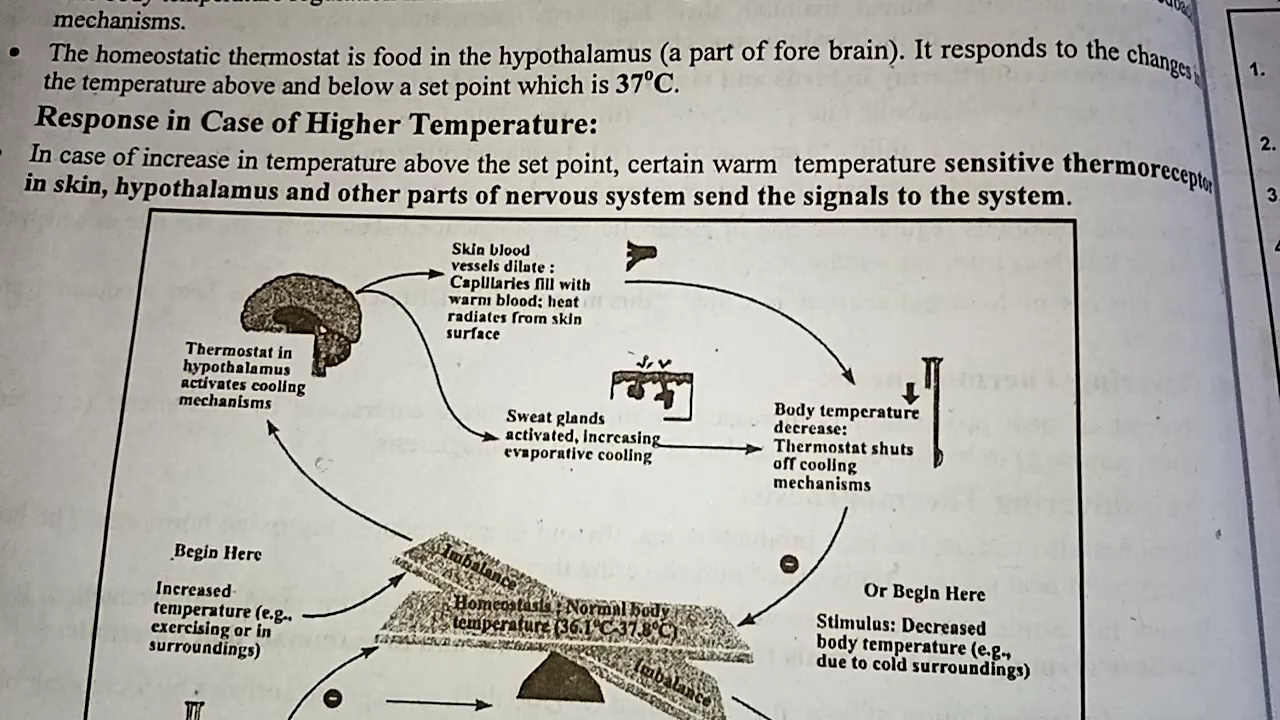 mechanisms.
• The homeostatic thermostat is food in the hypothalamus (a part of fore brain). It responds to the changes in
the temperature above and below a set point which is 37°C.
Response in Case of Higher Temperature:
In case of increase in temperature above the set point, certain warm temperature sensitive thermoreceptor
in skin, hypothalamus and other parts of nervous system send the signals to the system.
Skin blood
vessels dilate :
Capillaries fill with
warm blood; heat
radiates from skin
surface
Thermostat in
hypothalamus
activates cooling
mechanisms
Sweat glands
activated, increasing
evaporative cooling
Body temperature
decrease:
Thermostat shuts
off cooling
mechanisms
Begin Here
Increased
temperature (e.g.,
exercising or in
surroundings)
Imbalance
Homeostasis : Normal body
temperature (36.1°C-37.8°C)
Imbalance
Or Begin Here
Stimulus: Decreased
body temperature (e.g.,
due to cold surroundings)
1.
2.
3